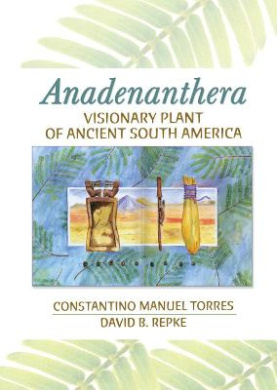 Anadenanthera
VISIONARY PLANT
OF ANCIENT SOUTH AMERICA
CONSTANTINO MANUEL TORRES
DAVID B. REPKE